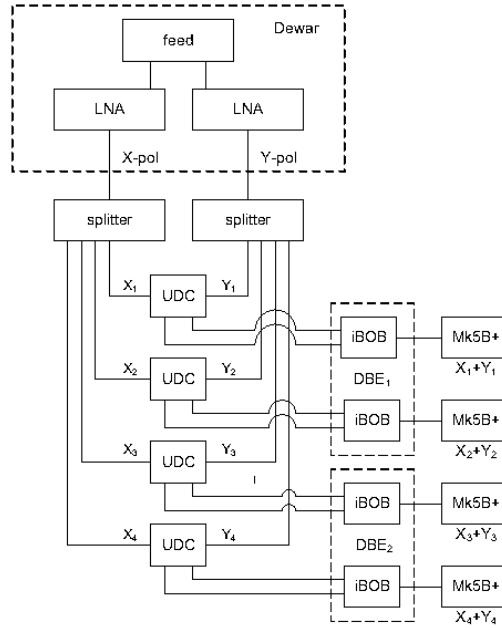 Dewar
feed
LNA
LNA
X-pol
Y-pol
splitter
splitter
X₁
UDC
Y₁
iBOB
Mk5B+
X₁+Y₁
DBE₁
X₂
UDC
Y₂
iBOB
Mk5B+
X₂+Y₂
X₃
UDC
Y₃
iBOB
Mk5B+
X₃+Y₃
DBE₂
X₄
UDC
Y₄
iBOB
Mk5B+
X₄+Y₄